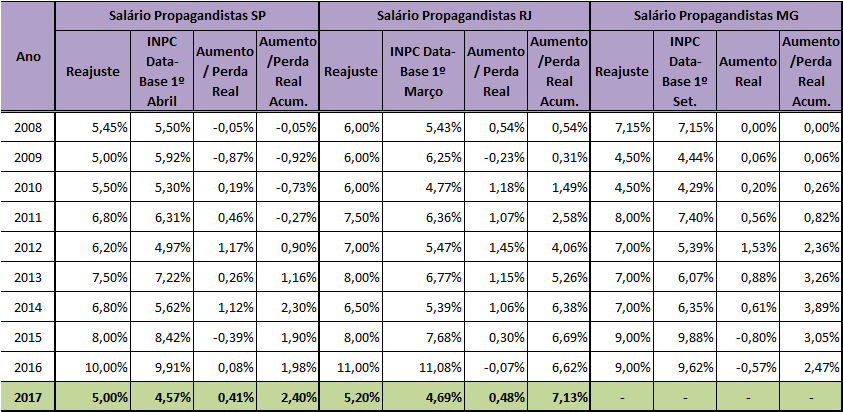 Ano | Salário Propagandistas SP | Salário Propagandistas RJ | Salário Propagandistas MG
Reajuste | INPC Data-Base 1º Abril | Aumento / Perda Real | Aumento /Perda Real Acum. | Reajuste | INPC Data-Base 1º Março | Aumento / Perda Real | Aumento /Perda Real Acum. | Reajuste | INPC Data-Base 1º Set. | Aumento Real | Aumento /Perda Real Acum.
2008 | 5,45% | 5,50% | -0,05% | -0,05% | 6,00% | 5,43% | 0,54% | 0,54% | 7,15% | 7,15% | 0,00% | 0,00%
2009 | 5,00% | 5,92% | -0,87% | -0,92% | 6,00% | 6,25% | -0,23% | 0,31% | 4,50% | 4,44% | 0,06% | 0,06%
2010 | 5,50% | 5,30% | 0,19% | -0,73% | 6,00% | 4,77% | 1,18% | 1,49% | 4,50% | 4,29% | 0,20% | 0,26%
2011 | 6,80% | 6,31% | 0,46% | -0,27% | 7,50% | 6,36% | 1,07% | 2,58% | 8,00% | 7,40% | 0,56% | 0,82%
2012 | 6,20% | 4,97% | 1,17% | 0,90% | 7,00% | 5,47% | 1,45% | 4,06% | 7,00% | 5,39% | 1,53% | 2,36%
2013 | 7,50% | 7,22% | 0,26% | 1,16% | 8,00% | 6,77% | 1,15% | 5,26% | 7,00% | 6,07% | 0,88% | 3,26%
2014 | 6,80% | 5,62% | 1,12% | 2,30% | 6,50% | 5,39% | 1,06% | 6,38% | 7,00% | 6,35% | 0,61% | 3,89%
2015 | 8,00% | 8,42% | -0,39% | 1,90% | 8,00% | 7,68% | 0,30% | 6,69% | 9,00% | 9,88% | -0,80% | 3,05%
2016 | 10,00% | 9,91% | 0,08% | 1,98% | 11,00% | 11,08% | -0,07% | 6,62% | 9,00% | 9,62% | -0,57% | 2,47%
2017 | 5,00% | 4,57% | 0,41% | 2,40% | 5,20% | 4,69% | 0,48% | 7,13% | - | - | - | -